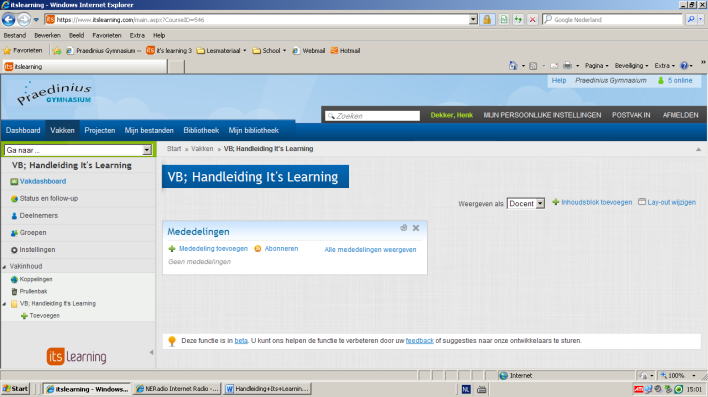 itslearning - Windows Internet Explorer
https://www.itslearning.com/main.aspx?CourseID=546
Google Nederland
Bestand Bewerken Beeld Favorieten Extra Help
Favorieten Praedinius Gymnasium -- it's learning 3 Lesmateriaal School Webmail Hotmail
itslearning
Pagina Beveiliging Extra
Praedinius GYMNASIUM
Help Praedinius Gymnasium 5 online
Zoeken Dekker, Henk MIJN PERSOONLIJKE INSTELLINGEN POSTVAK IN AFMELDEN
Dashboard Vakken Projecten Mijn bestanden Bibliotheek Mijn bibliotheek
Ga naar ...
Start » Vakken » VB; Handleiding It's Learning
VB; Handleiding It's Learning
VB; Handleiding It's Learning
Vakdashboard
Status en follow-up
Deelnemers
Groepen
Instellingen
Vakinhoud
Koppelingen
Prullenbak
VB; Handleiding It's Learning
Toevoegen
its learning
Weergeven als Docent Inhoudsblok toevoegen Lay-out wijzigen
Mededelingen
Mededeling toevoegen Abonneren Alle mededelingen weergeven
Geen mededelingen
Deze functie is in beta. U kunt ons helpen de functie te verbeteren door uw feedback of suggesties naar onze ontwikkelaars te sturen.
Internet 100%
Start itslearning - Windows... NERadio Internet Radio -... Handleiding+Its+Learnin... NL 15:01